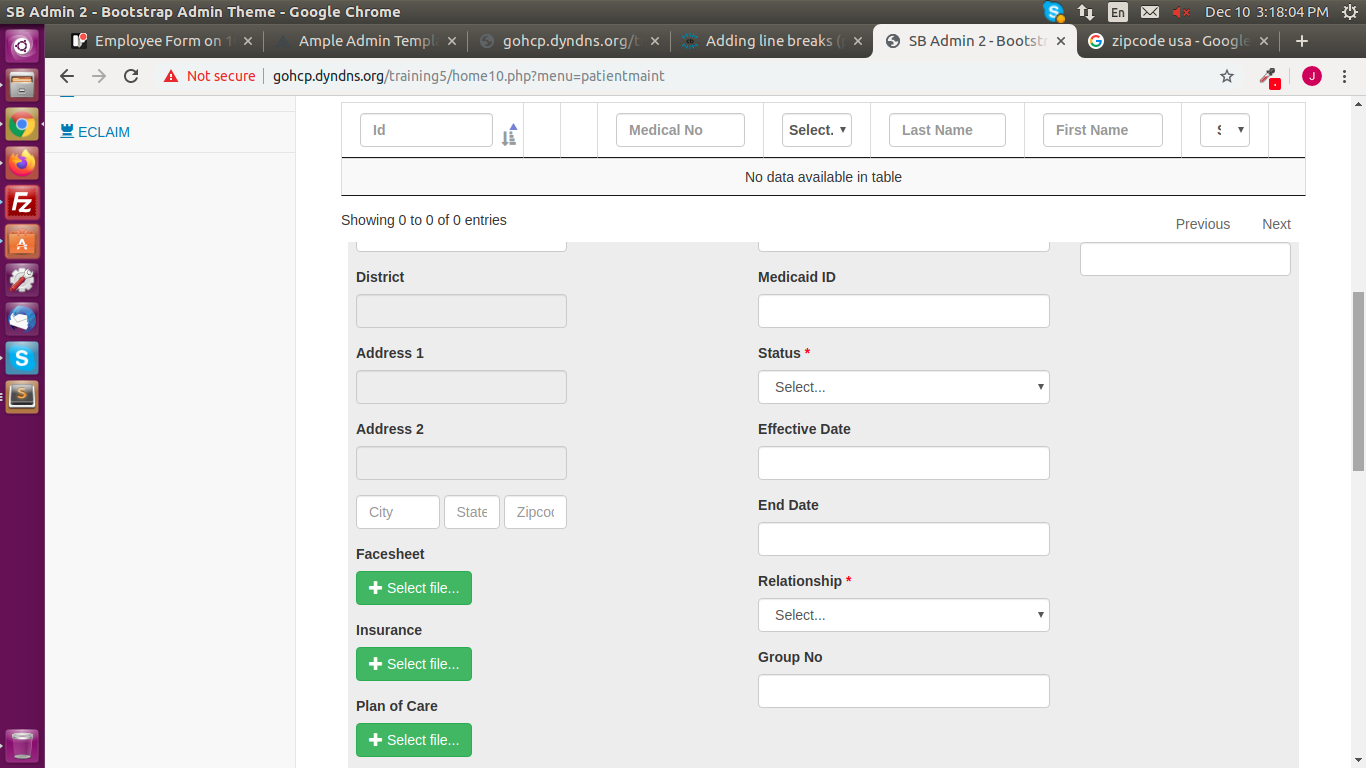 SB Admin 2 - Bootstrap Admin Theme - Google Chrome
En
Dec 10 3:18:04 PM
Employee Form on
Ample Admin Templ
gohcp.dyndns.org/t
Adding line breaks (
SB Admin 2 - Bootstr
zipcode usa - Google
Not secure
gohcp.dyndns.org/training5/home10.php?menu=patientmaint
J
ECLAIM
Id
Medical No
Select.
Last Name
First Name
No data available in table
Showing 0 to 0 of 0 entries
Previous
Next
District
Medicaid ID
Address 1
Status *
Select...
Address 2
Effective Date
City
State
Zipcod
End Date
Facesheet
Select file...
Relationship *
Select...
Insurance
Select file...
Group No
Plan of Care
Select file...